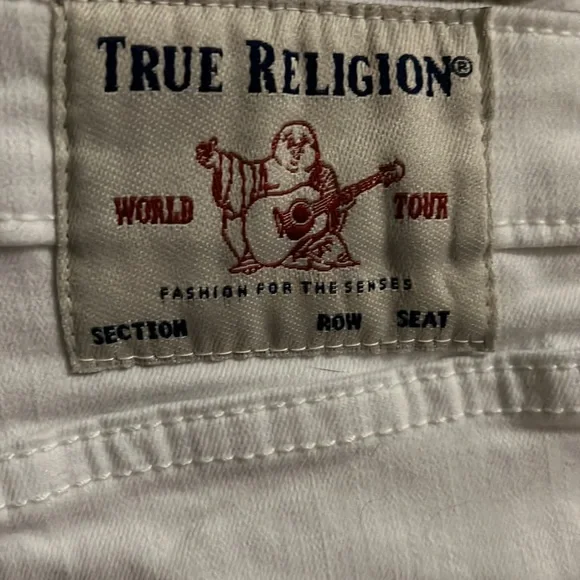 TRUE RELIGION®
WORLD TOUR
FASHION FOR THE SENSES
SECTION ROW SEAT